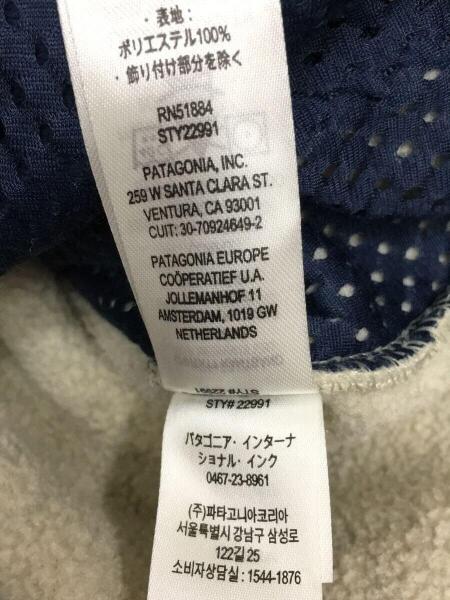 ・表地：
ポリエステル100%
・飾り付け部分を除く
RN51884
STY22991
PATAGONIA, INC.
259 W SANTA CLARA ST.
VENTURA, CA 93001
CUIT: 30-70924649-2
PATAGONIA EUROPE
COÖPERATIEF U.A.
JOLLEMANHOF 11
AMSTERDAM, 1019 GW
NETHERLANDS
STY# 22991
STY# 22991
パタゴニア・インターナ
ショナル・インク
0467-23-8961
(주)파타고니아코리아
서울특별시 강남구 삼성로
122길 25
소비자상담실 : 1544-1876